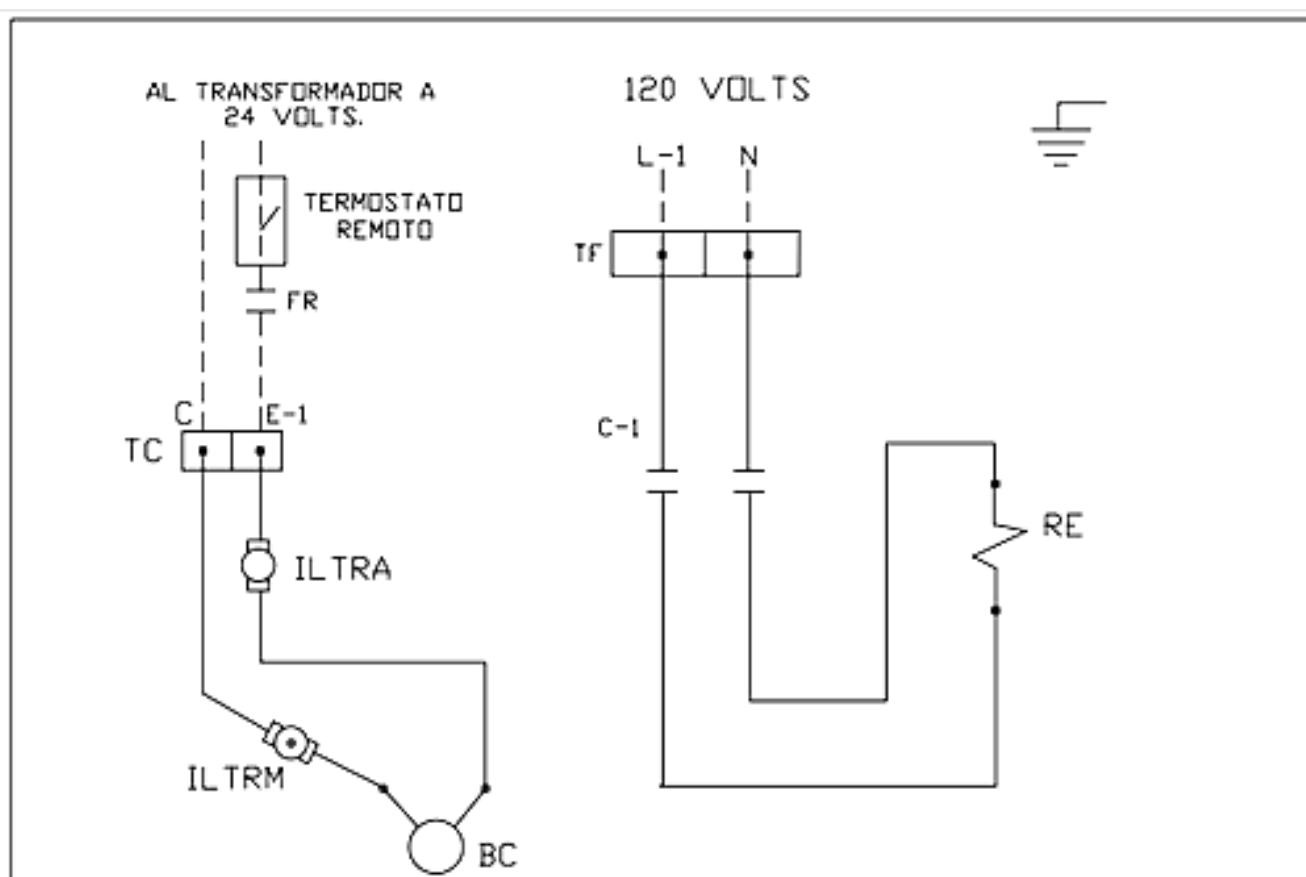 AL TRANSFORMADOR A
24 VOLTS.
120 VOLTS
L-1 N
TERMOSTATO
REMOTO
TF
FR
C E-1
TC
C-1
RE
ILTRA
ILTRM
BC